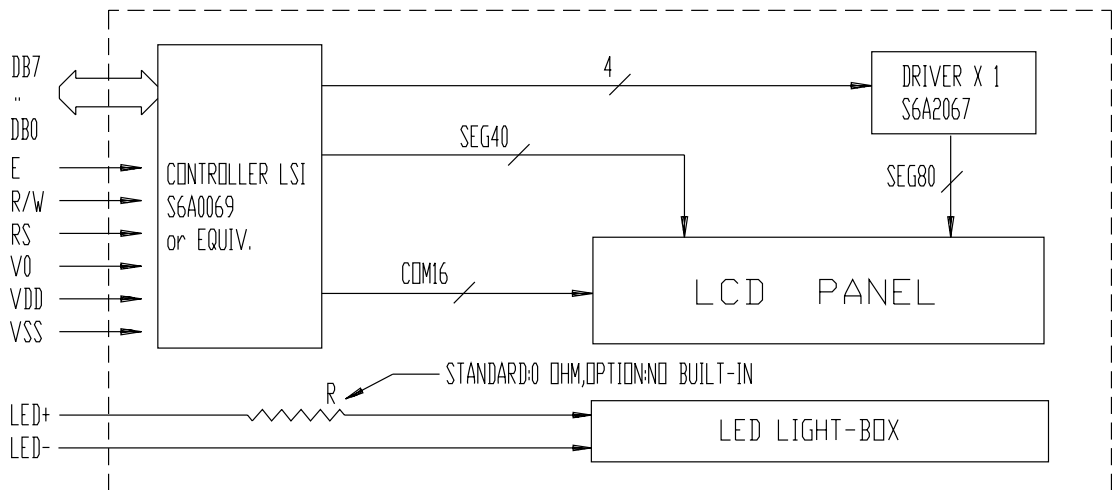 DB7
..
DB0
E
R/W
RS
V0
VDD
VSS
LED+
LED-
CONTROLLER LSI
S6A0069
or EQUIV.
4
DRIVER X 1
S6A2067
SEG40
SEG80
COM16
LCD PANEL
R
STANDARD:0 OHM,OPTION:NO BUILT-IN
LED LIGHT-BOX